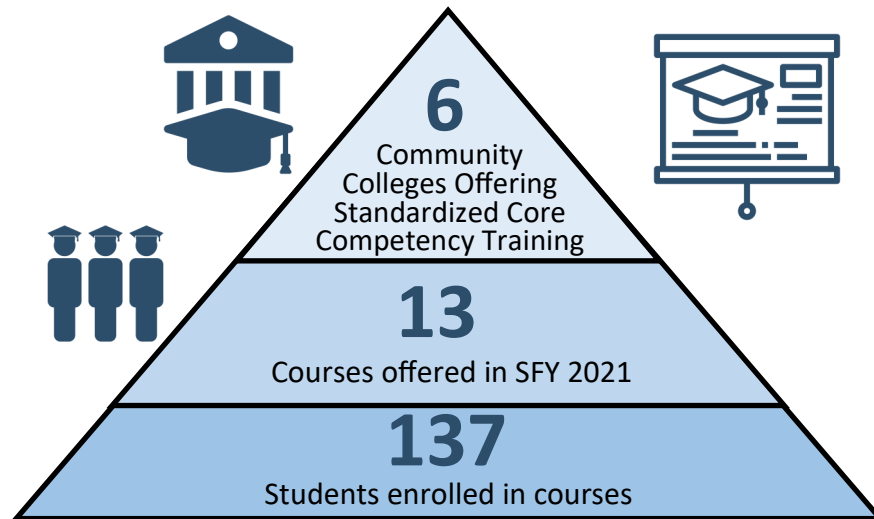 6
Community
Colleges Offering
Standardized Core
Competency Training
13
Courses offered in SFY 2021
137
Students enrolled in courses